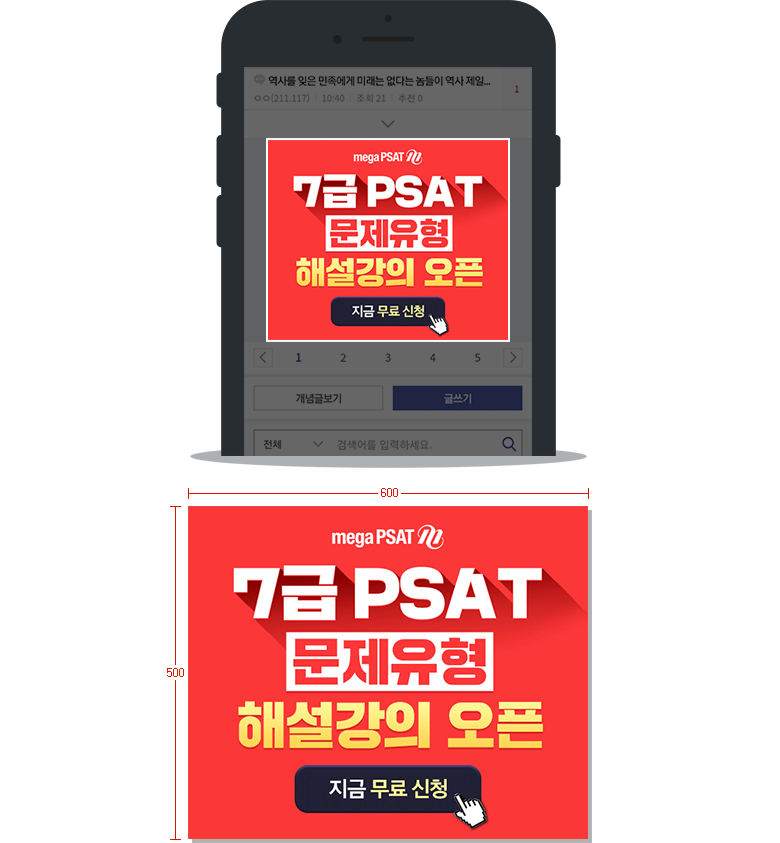 역사를 잊은 민족에게 미래는 없다는 놈들이 역사 제일...
ㅇㅇ(211.117) | 10:40 | 조회 21 | 추천 0
1
mega PSAT
7급 PSAT
문제유형
해설강의 오픈
지금 무료 신청
1 2 3 4 5
개념글보기 글쓰기
전체 검색어를 입력하세요.
600
500
mega PSAT
7급 PSAT
문제유형
해설강의 오픈
지금 무료 신청